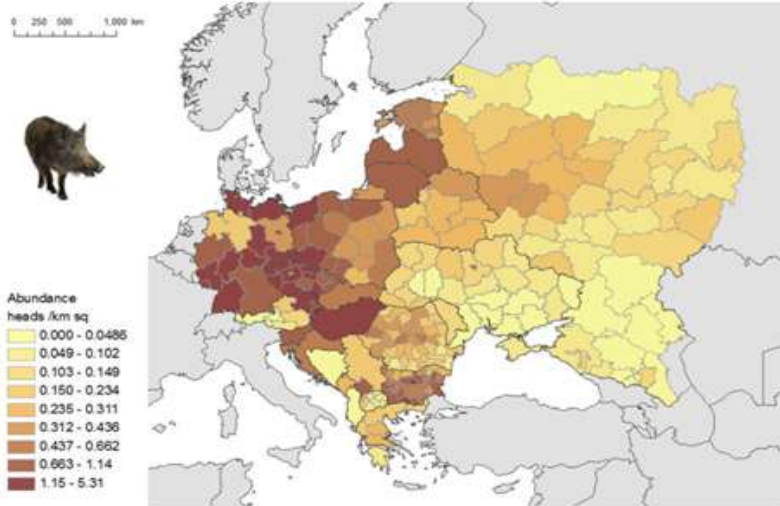 0 250 500 1,000 km
Abundance
heads /km sq
0.000 - 0.0486
0.049 - 0.102
0.103 - 0.149
0.150 - 0.234
0.235 - 0.311
0.312 - 0.436
0.437 - 0.662
0.663 - 1.14
1.15 - 5.31